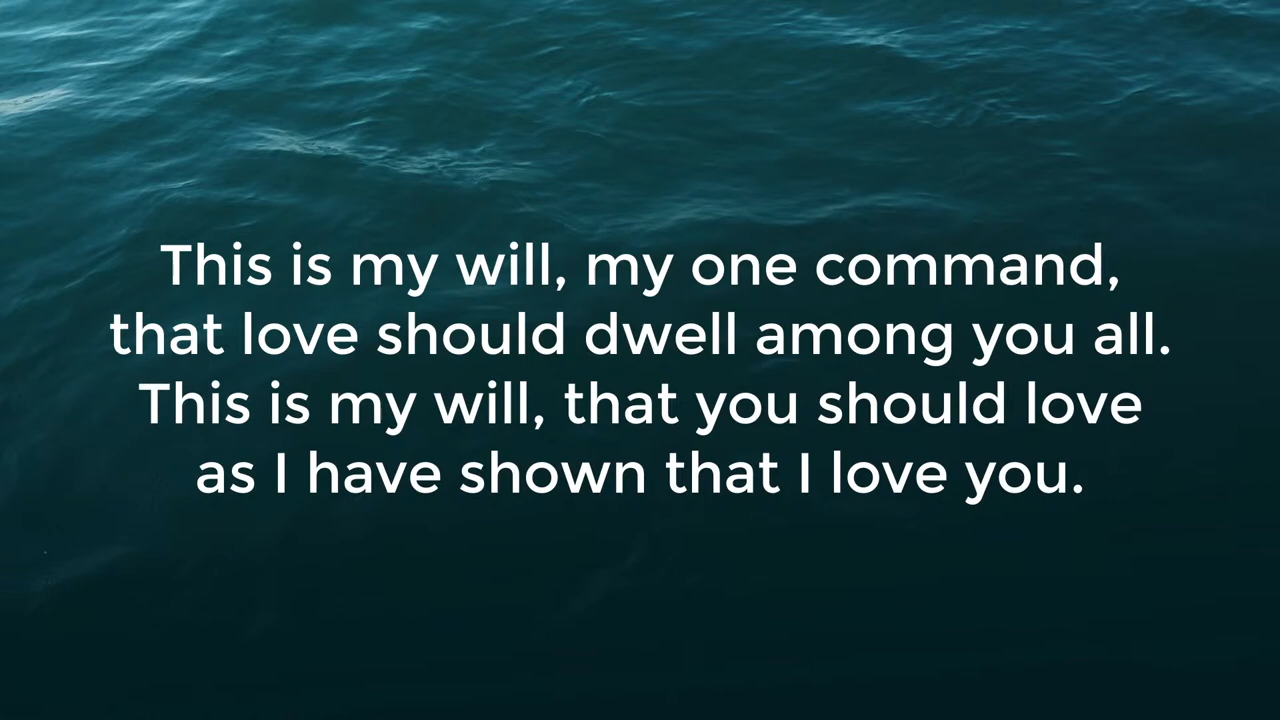 This is my will, my one command,
that love should dwell among you all.
This is my will, that you should love
as I have shown that I love you.